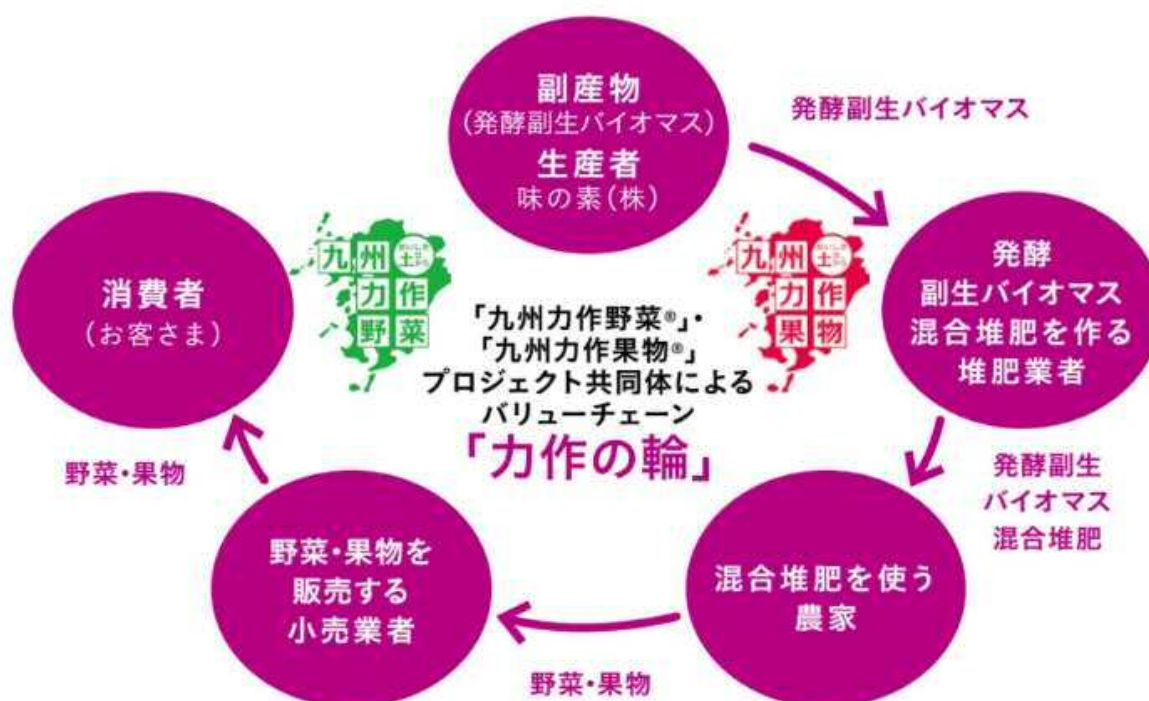 副産物
(発酵副生バイオマス)
生産者
味の素(株)
発酵副生バイオマス
発酵
副生バイオマス
混合堆肥を作る
堆肥業者
発酵副生
バイオマス
混合堆肥
混合堆肥を使う
農家
野菜・果物
野菜・果物を
販売する
小売業者
野菜・果物
消費者
(お客さま)
九州
力作
野菜
九州
力作
果物
「九州力作野菜®」・
「九州力作果物®」
プロジェクト共同体による
バリューチェーン
「力作の輪」